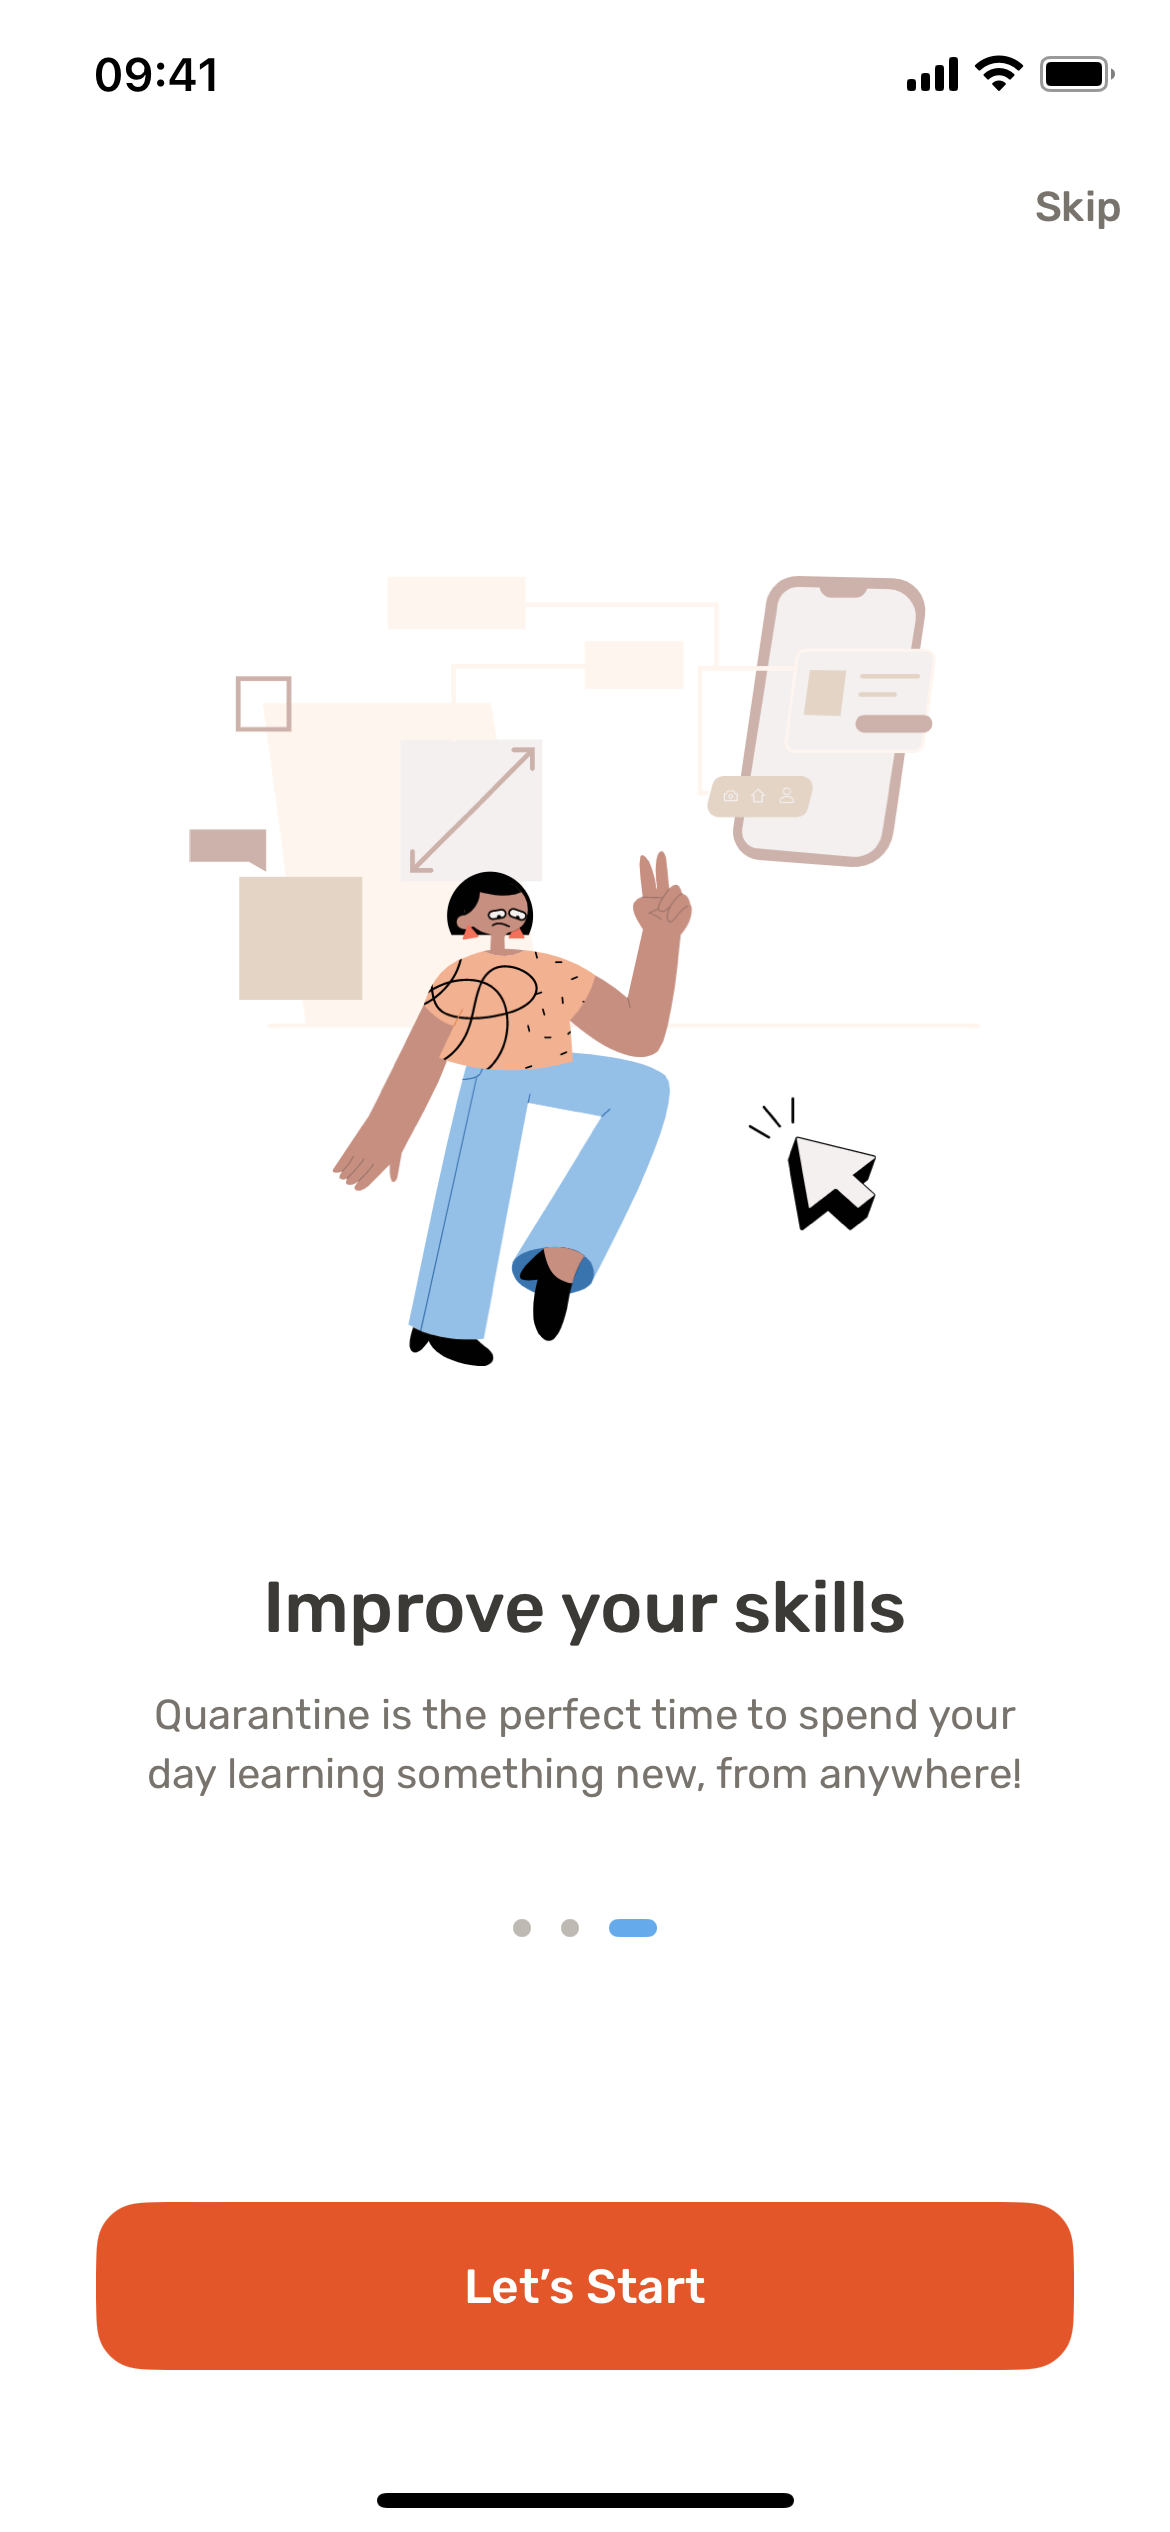 09:41
Skip
Improve your skills
Quarantine is the perfect time to spend your
day learning something new, from anywhere!
Let’s Start